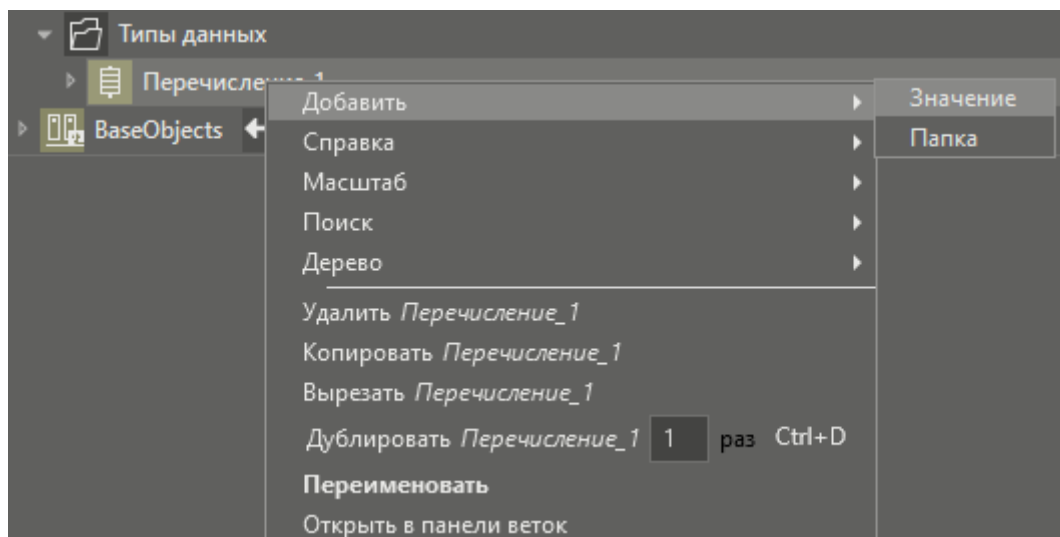 Типы данных
Перечисление_1
BaseObjects
Добавить
Справка
Масштаб
Поиск
Дерево
Удалить Перечисление_1
Копировать Перечисление_1
Вырезать Перечисление_1
Дублировать Перечисление_1 1 раз Ctrl+D
Переименовать
Открыть в панели веток
Значение
Папка